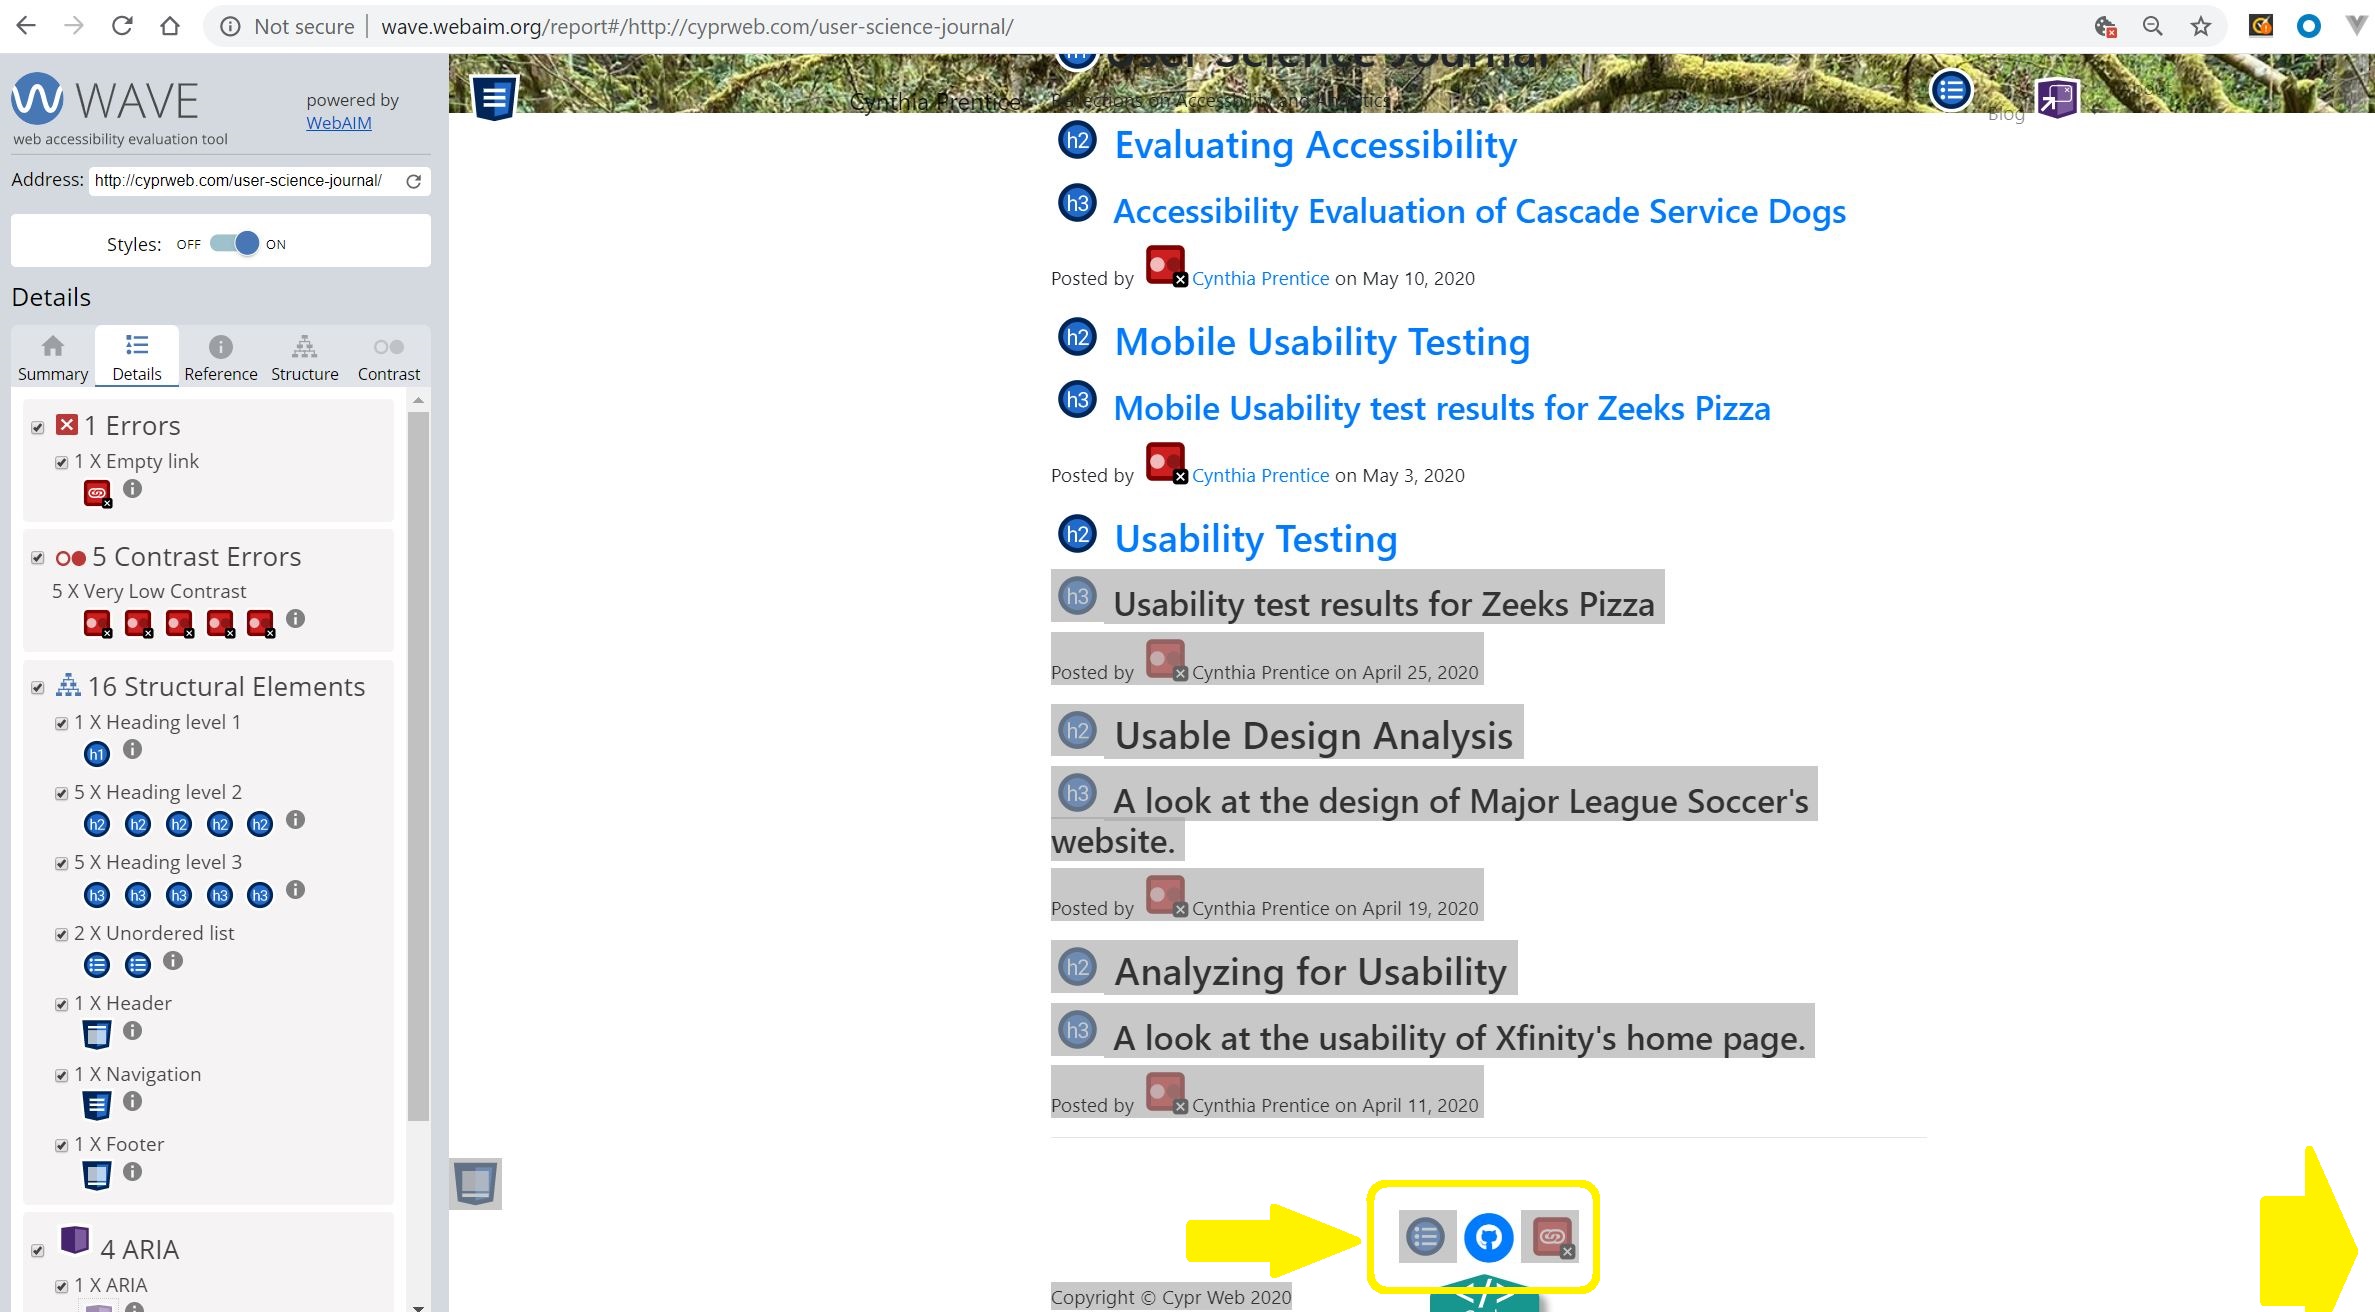 Not secure | wave.webaim.org/report#/http://cyprweb.com/user-science-journal/
WAVE
powered by
WebAIM
web accessibility evaluation tool
Address: http://cyprweb.com/user-science-journal/
Styles: OFF ON
Details
Summary Details Reference Structure Contrast
1 Errors
1 X Empty link
5 Contrast Errors
5 X Very Low Contrast
16 Structural Elements
1 X Heading level 1
h1
5 X Heading level 2
h2 h2 h2 h2 h2
5 X Heading level 3
h3 h3 h3 h3 h3
2 X Unordered list
1 X Header
1 X Navigation
1 X Footer
4 ARIA
1 X ARIA
User Science Journal
Cynthia Prentice
Reflections on Accessibility and Analytics
Blog
About
h2 Evaluating Accessibility
h3 Accessibility Evaluation of Cascade Service Dogs
Posted by Cynthia Prentice on May 10, 2020
h2 Mobile Usability Testing
h3 Mobile Usability test results for Zeeks Pizza
Posted by Cynthia Prentice on May 3, 2020
h2 Usability Testing
h3 Usability test results for Zeeks Pizza
Posted by Cynthia Prentice on April 25, 2020
h2 Usable Design Analysis
h3 A look at the design of Major League Soccer's
website.
Posted by Cynthia Prentice on April 19, 2020
h2 Analyzing for Usability
h3 A look at the usability of Xfinity's home page.
Posted by Cynthia Prentice on April 11, 2020
</>
Copyright © Cypr Web 2020